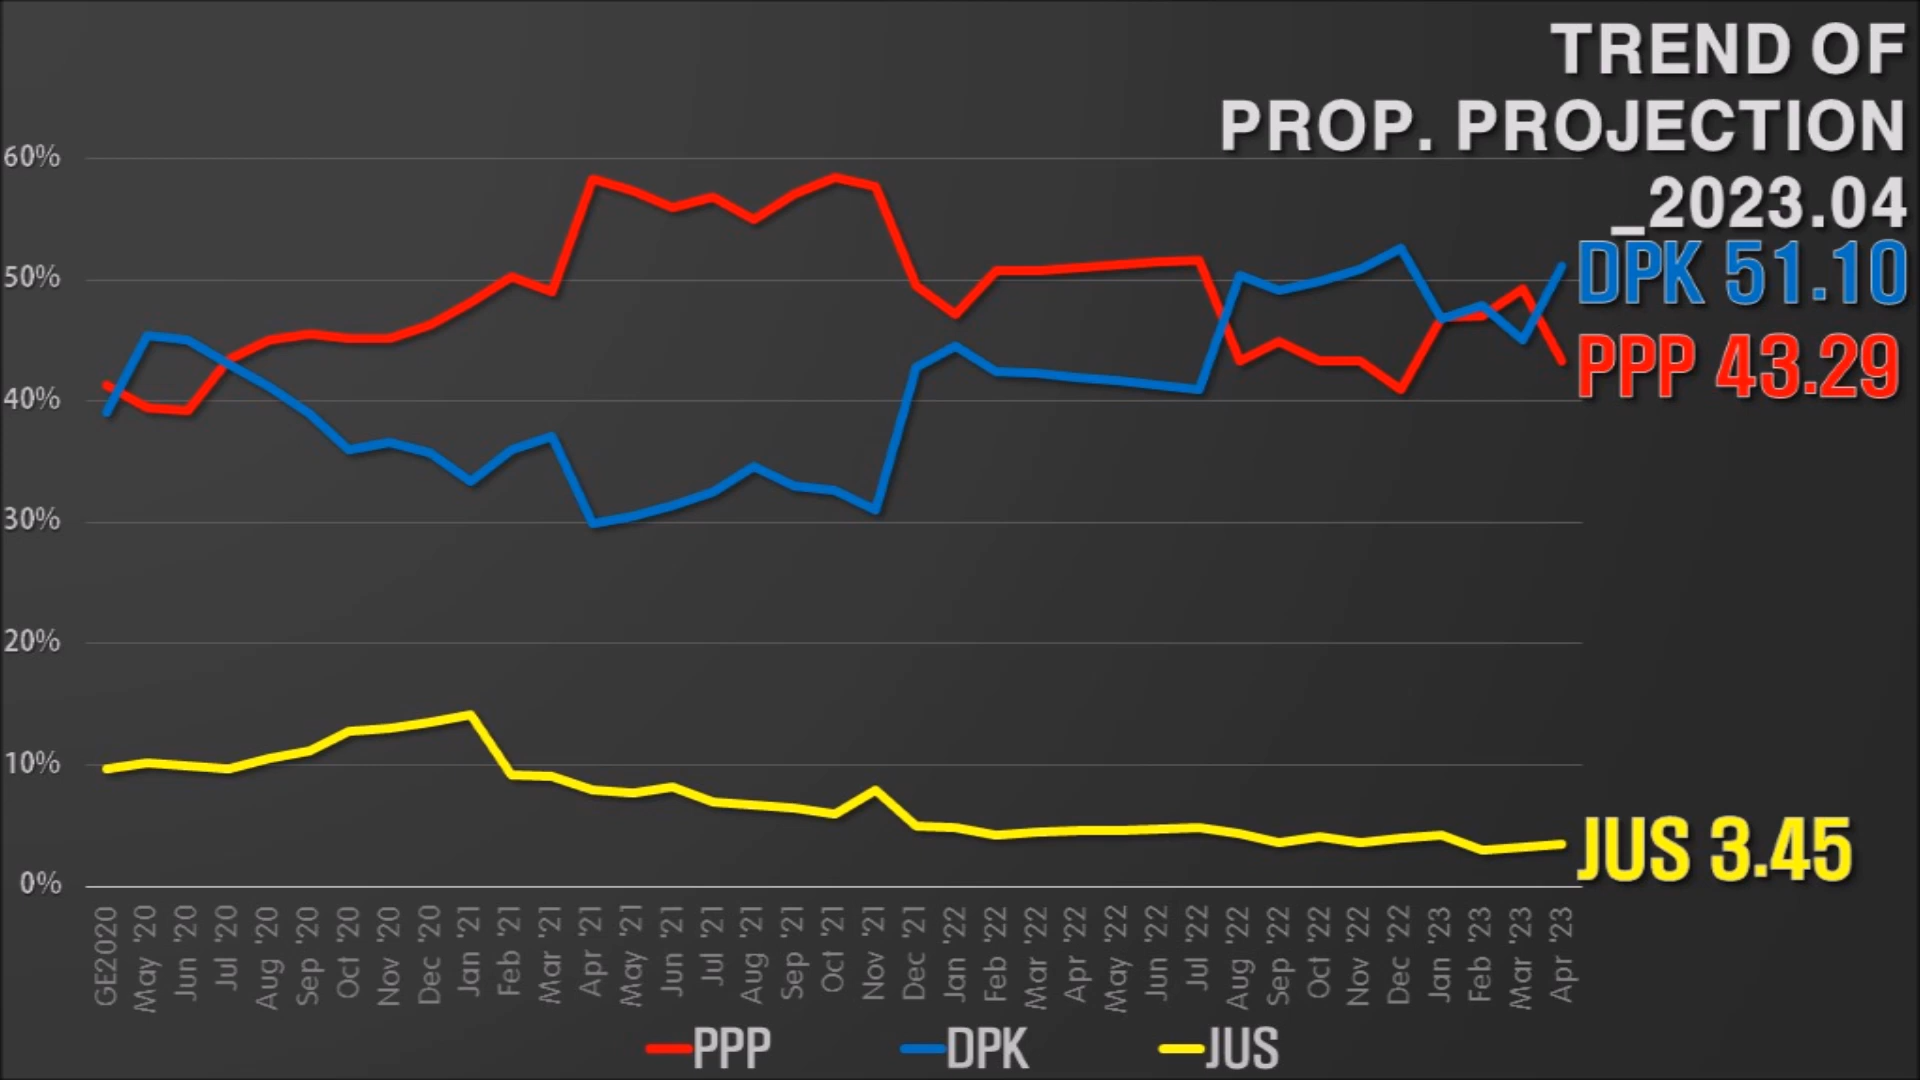 TREND OF
PROP. PROJECTION
_2023.04
60%
50%
40%
30%
20%
10%
0%
DPK 51.10
PPP 43.29
JUS 3.45
GE2020
May '20
Jun '20
Jul '20
Aug '20
Sep '20
Oct '20
Nov '20
Dec '20
Jan '21
Feb '21
Mar '21
Apr '21
May '21
Jun '21
Jul '21
Aug '21
Sep '21
Oct '21
Nov '21
Dec '21
Jan '22
Feb '22
Mar '22
Apr '22
May '22
Jun '22
Jul '22
Aug '22
Sep '22
Oct '22
Nov '22
Dec '22
Jan '23
Feb '23
Mar '23
Apr '23
PPP
DPK
JUS